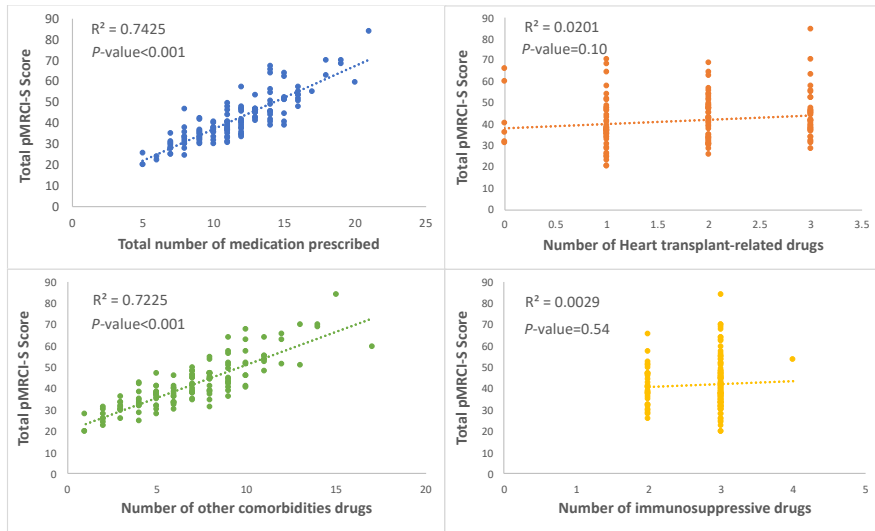 Total pMRCI-S Score
90
80
70
60
50
40
30
20
10
0
R² = 0.7425
P-value<0.001
0 5 10 15 20 25
Total number of medication prescribed
Total pMRCI-S Score
90
80
70
60
50
40
30
20
10
0
R² = 0.0201
P-value=0.10
0 0.5 1 1.5 2 2.5 3 3.5
Number of Heart transplant-related drugs
Total pMRCI-S Score
90
80
70
60
50
40
30
20
10
0
R² = 0.7225
P-value<0.001
0 5 10 15 20
Number of other comorbidities drugs
Total pMRCI-S Score
90
80
70
60
50
40
30
20
10
0
R² = 0.0029
P-value=0.54
0 1 2 3 4 5
Number of immunosuppressive drugs